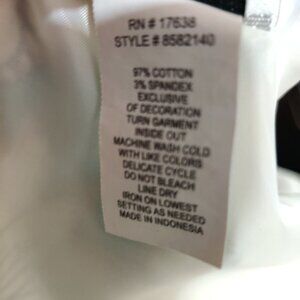 RN # 17638
STYLE # 8582140
97% COTTON
3% SPANDEX
EXCLUSIVE
OF DECORATION
TURN GARMENT
INSIDE OUT
MACHINE WASH COLD
WITH LIKE COLORS
DELICATE CYCLE
DO NOT BLEACH
LINE DRY
IRON ON LOWEST
SETTING AS NEEDED
MADE IN INDONESIA